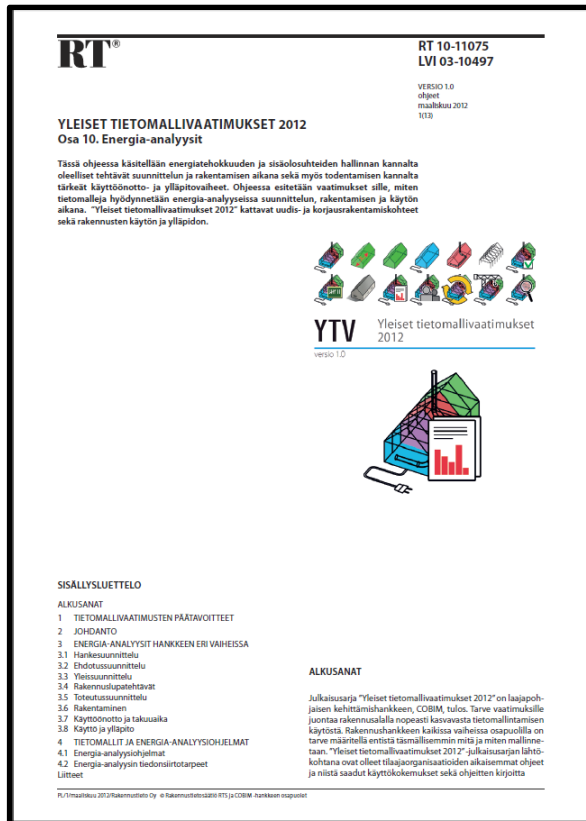 RT®
RT 10-11075
LVI 03-10497
VERSIO 1.0
ohjeet
maaliskuu 2012
1(13)
YLEISET TIETOMALLIVAATIMUKSET 2012
Osa 10. Energia-analyysit
Tässä ohjeessa käsitellään energiatehokkuuden ja sisäolosuhteiden hallinnan kannalta
oleelliset tehtävät suunnittelun ja rakentamisen aikana sekä myös todentamisen kannalta
tärkeät käyttöönotto- ja ylläpitovaiheet. Ohjeessa esitetään vaatimukset sille, miten
tietomalleja hyödynnetään energia-analyyseissa suunnittelun, rakentamisen ja käytön
aikana. "Yleiset tietomallivaatimukset 2012" kattavat uudis- ja korjausrakentamiskohteet
sekä rakennusten käytön ja ylläpidon.
YTV
Yleiset tietomallivaatimukset
2012
versio 1.0
SISÄLLYSLUETTELO
ALKUSANAT
1 TIETOMALLIVAATIMUSTEN PÄÄTAVOITTEET
2 JOHDANTO
3 ENERGIA-ANALYYSIT HANKKEEN ERI VAIHEISSA
3.1 Hankesuunnittelu
3.2 Ehdotussuunnittelu
3.3 Yleissuunnittelu
3.4 Rakennuslupatehtävät
3.5 Toteutussuunnittelu
3.6 Rakentaminen
3.7 Käyttöönotto ja takuuaika
3.8 Käyttö ja ylläpito
4 TIETOMALLIT JA ENERGIA-ANALYYSIOHJELMAT
4.1 Energia-analyysiohjelmat
4.2 Energia-analyysin tiedonsiirtotarpeet
Liitteet
ALKUSANAT
Julkaisusarja "Yleiset tietomallivaatimukset 2012" on laajapoh-
jaisen kehittämishankkeen, COBIM, tulos. Tarve vaatimuksille
juontaa rakennusalalla nopeasti kasvavasta tietomallintamisen
käytöstä. Rakennushankkeen kaikissa vaiheissa osapuolilla on
tarve määritellä entistä täsmällisemmin mitä ja miten mallinne-
taan. "Yleiset tietomallivaatimukset 2012" -julkaisusarjan lähtö-
kohtana ovat olleet tilaajaorganisaatioiden aikaisemmat ohjeet
ja niistä saadut käyttökokemukset sekä ohjeitten kirjoitta
PL/1/maaliskuu 2012/Rakennustieto Oy © Rakennustietosäätiö RTS ja COBIM -hankkeen osapuolet